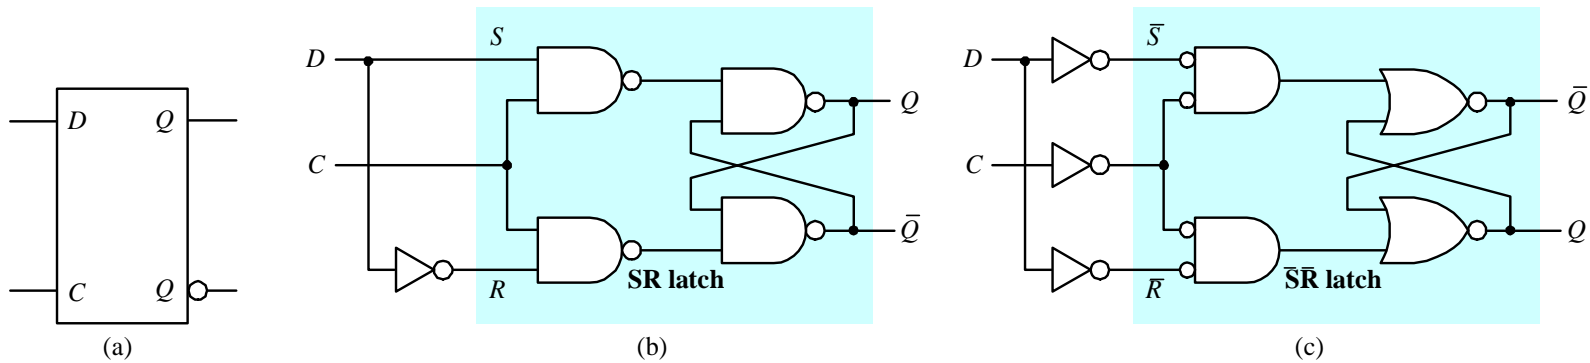 D Q
C Q
(a)
D
C
S
R
SR latch
Q
Q̅
(b)
D
C
S̅
R̅
S̅R̅ latch
Q̅
Q
(c)